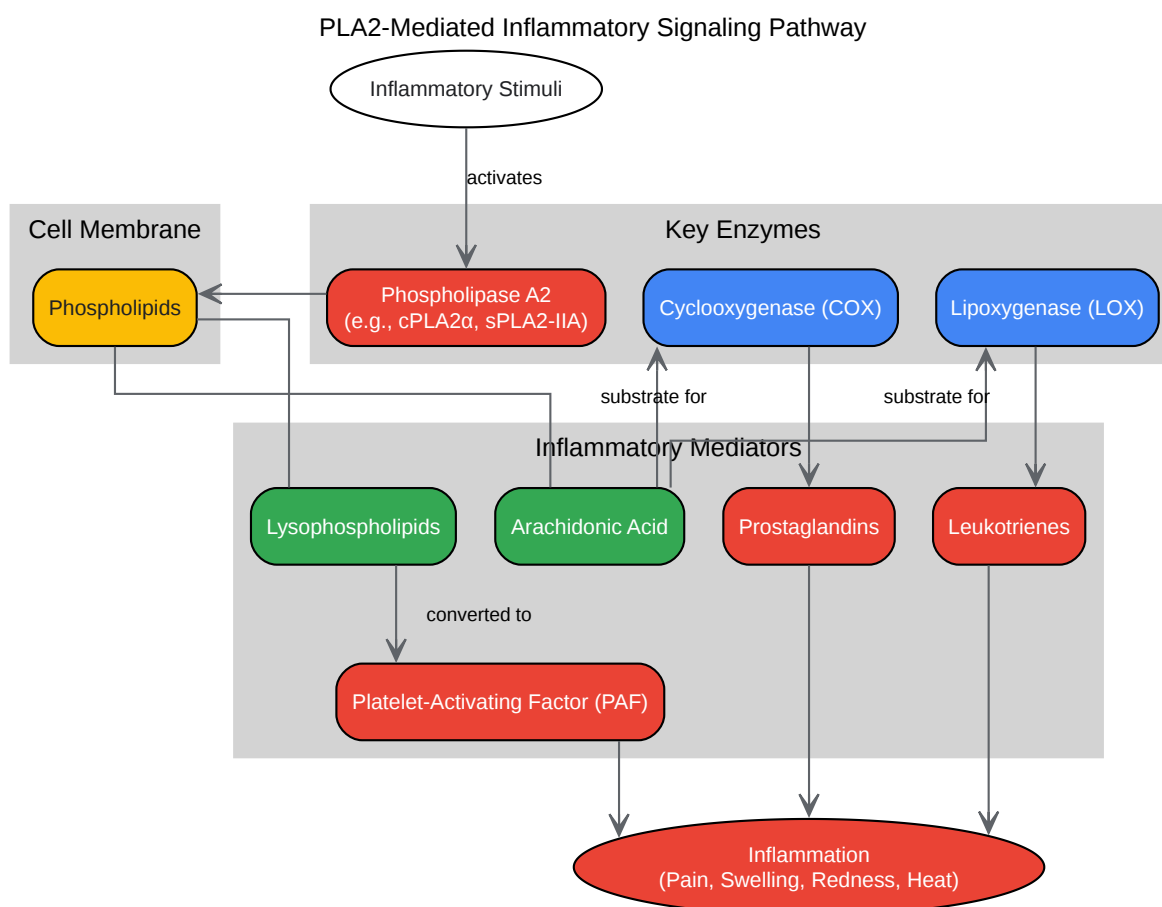 PLA2-Mediated Inflammatory Signaling Pathway
Inflammatory Stimuli
activates
Cell Membrane
Key Enzymes
Phospholipids
Phospholipase A2
(e.g., cPLA2α, sPLA2-IIA)
Cyclooxygenase (COX)
Lipoxygenase (LOX)
substrate for
substrate for
Inflammatory Mediators
Lysophospholipids
Arachidonic Acid
Prostaglandins
Leukotrienes
converted to
Platelet-Activating Factor (PAF)
Inflammation
(Pain, Swelling, Redness, Heat)